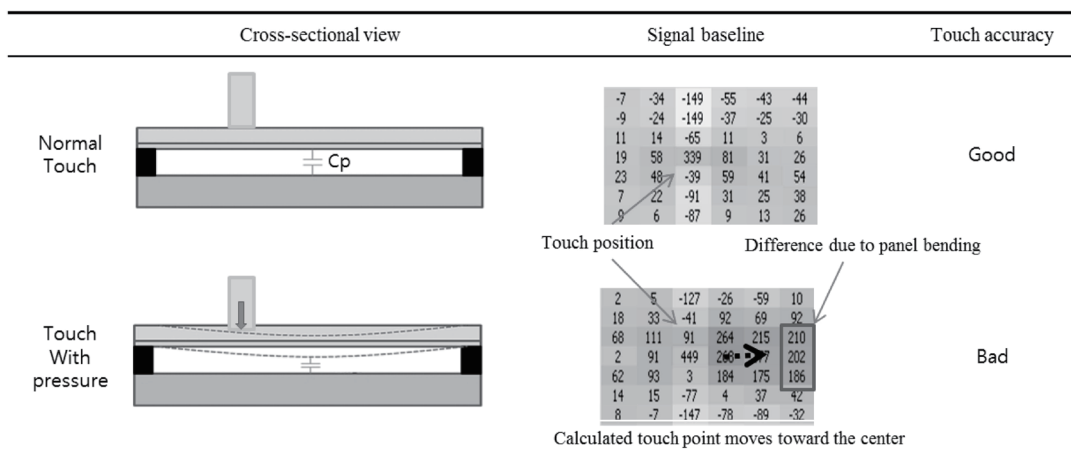 Cross-sectional view Signal baseline Touch accuracy
Normal
Touch
Cp
-7 -34 -149 -55 -43 -44
-9 -24 -149 -37 -25 -30
11 14 -65 11 3 6
19 58 339 81 31 26
23 48 -39 59 41 54
7 22 -91 31 25 38
9 6 -87 9 13 26
Good
Touch position
Difference due to panel bending
Touch
With
pressure
2 5 -127 -26 -59 10
18 33 -41 92 69 92
68 111 91 264 215 210
2 91 449 202
62 93 3 184 175 186
14 15 -77 4 37 42
8 -7 -147 -78 -89 -32
Bad
Calculated touch point moves toward the center